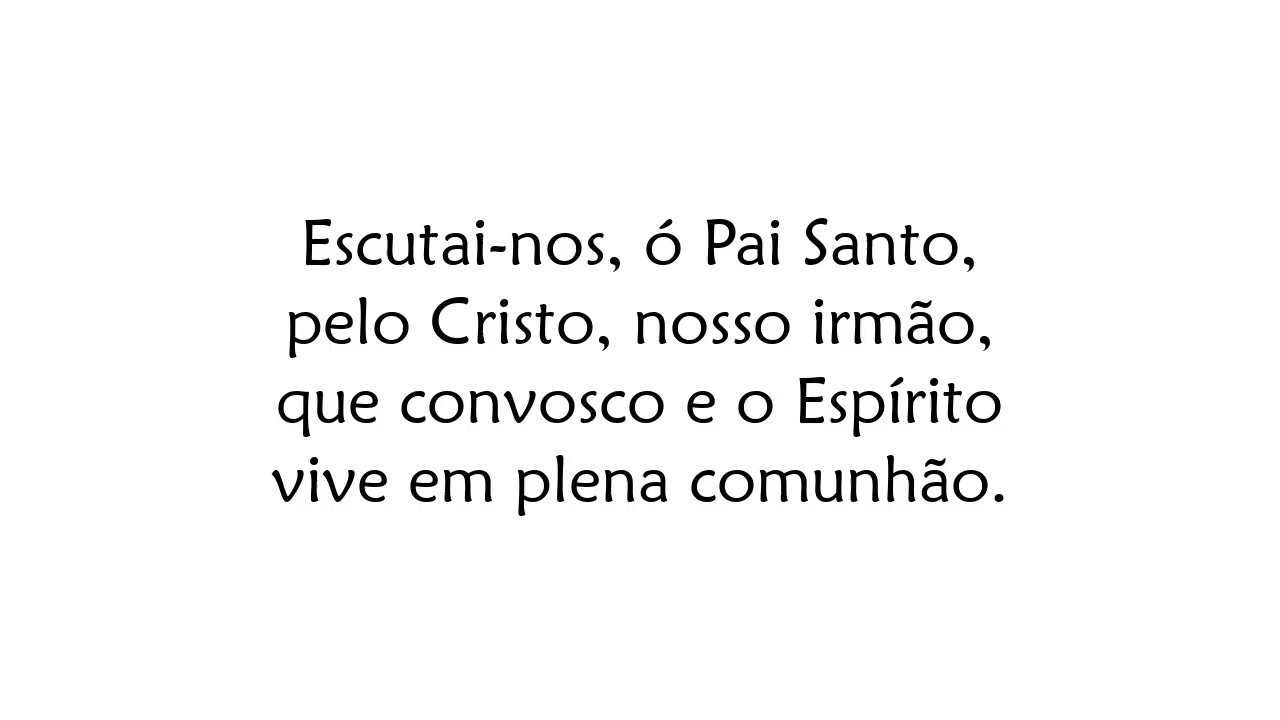 Escutai-nos, ó Pai Santo,
pelo Cristo, nosso irmão,
que convosco e o Espírito
vive em plena comunhão.